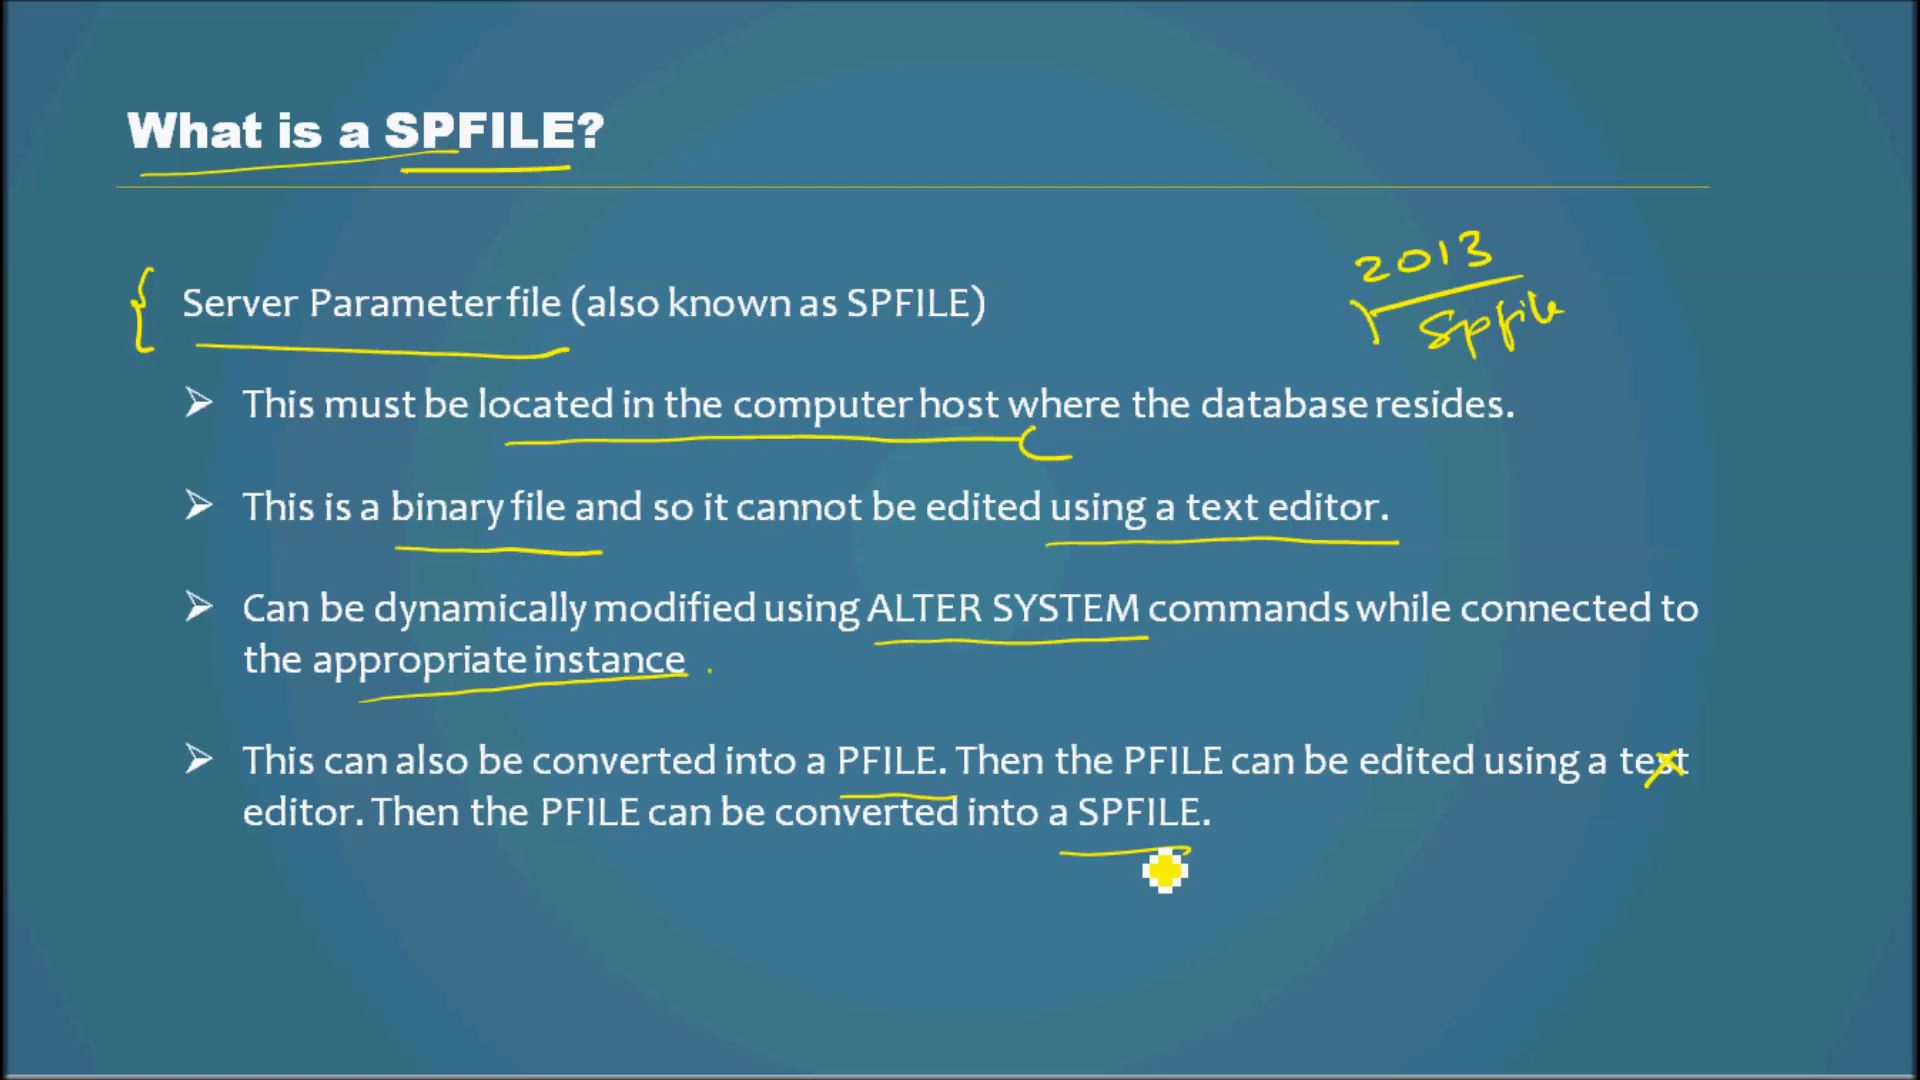 What is a SPFILE?
2013
Spfile
Server Parameter file (also known as SPFILE)
➢ This must be located in the computer host where the database resides.
➢ This is a binary file and so it cannot be edited using a text editor.
➢ Can be dynamically modified using ALTER SYSTEM commands while connected to
the appropriate instance
➢ This can also be converted into a PFILE. Then the PFILE can be edited using a text
editor. Then the PFILE can be converted into a SPFILE.